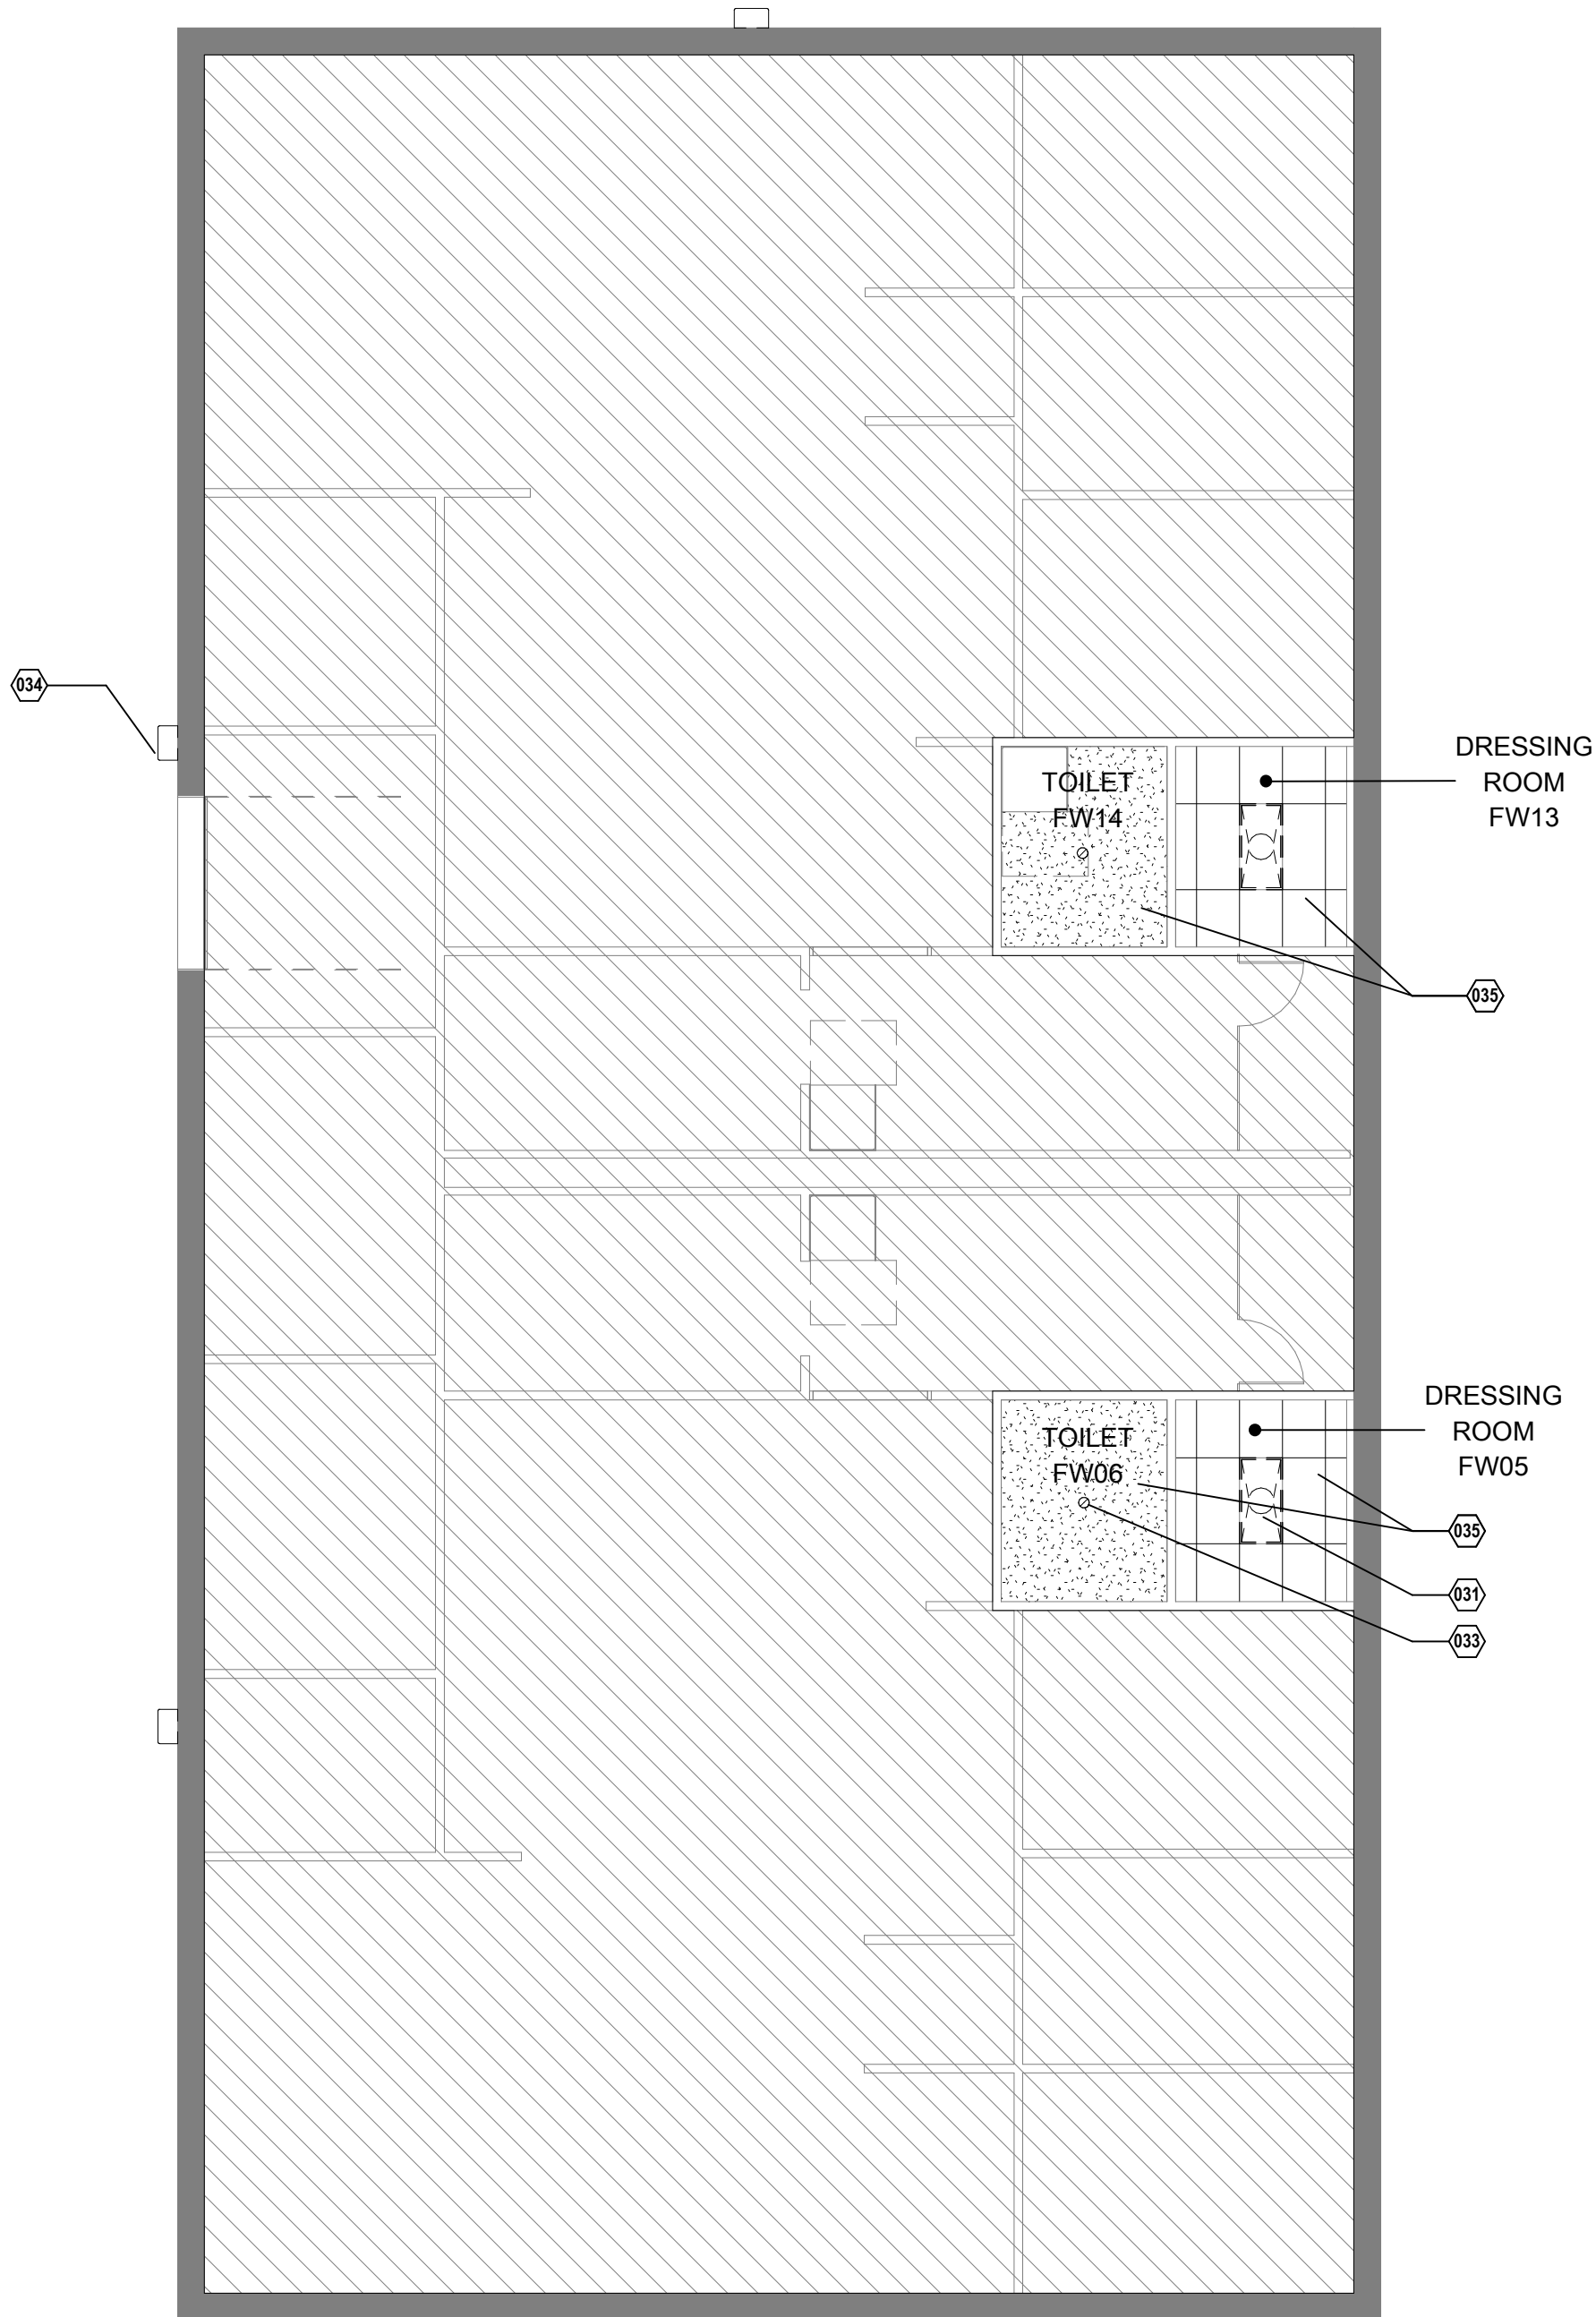 034
DRESSING
ROOM
FW13
TOILET
FW14
035
DRESSING
ROOM
FW05
TOILET
FW06
035
031
033